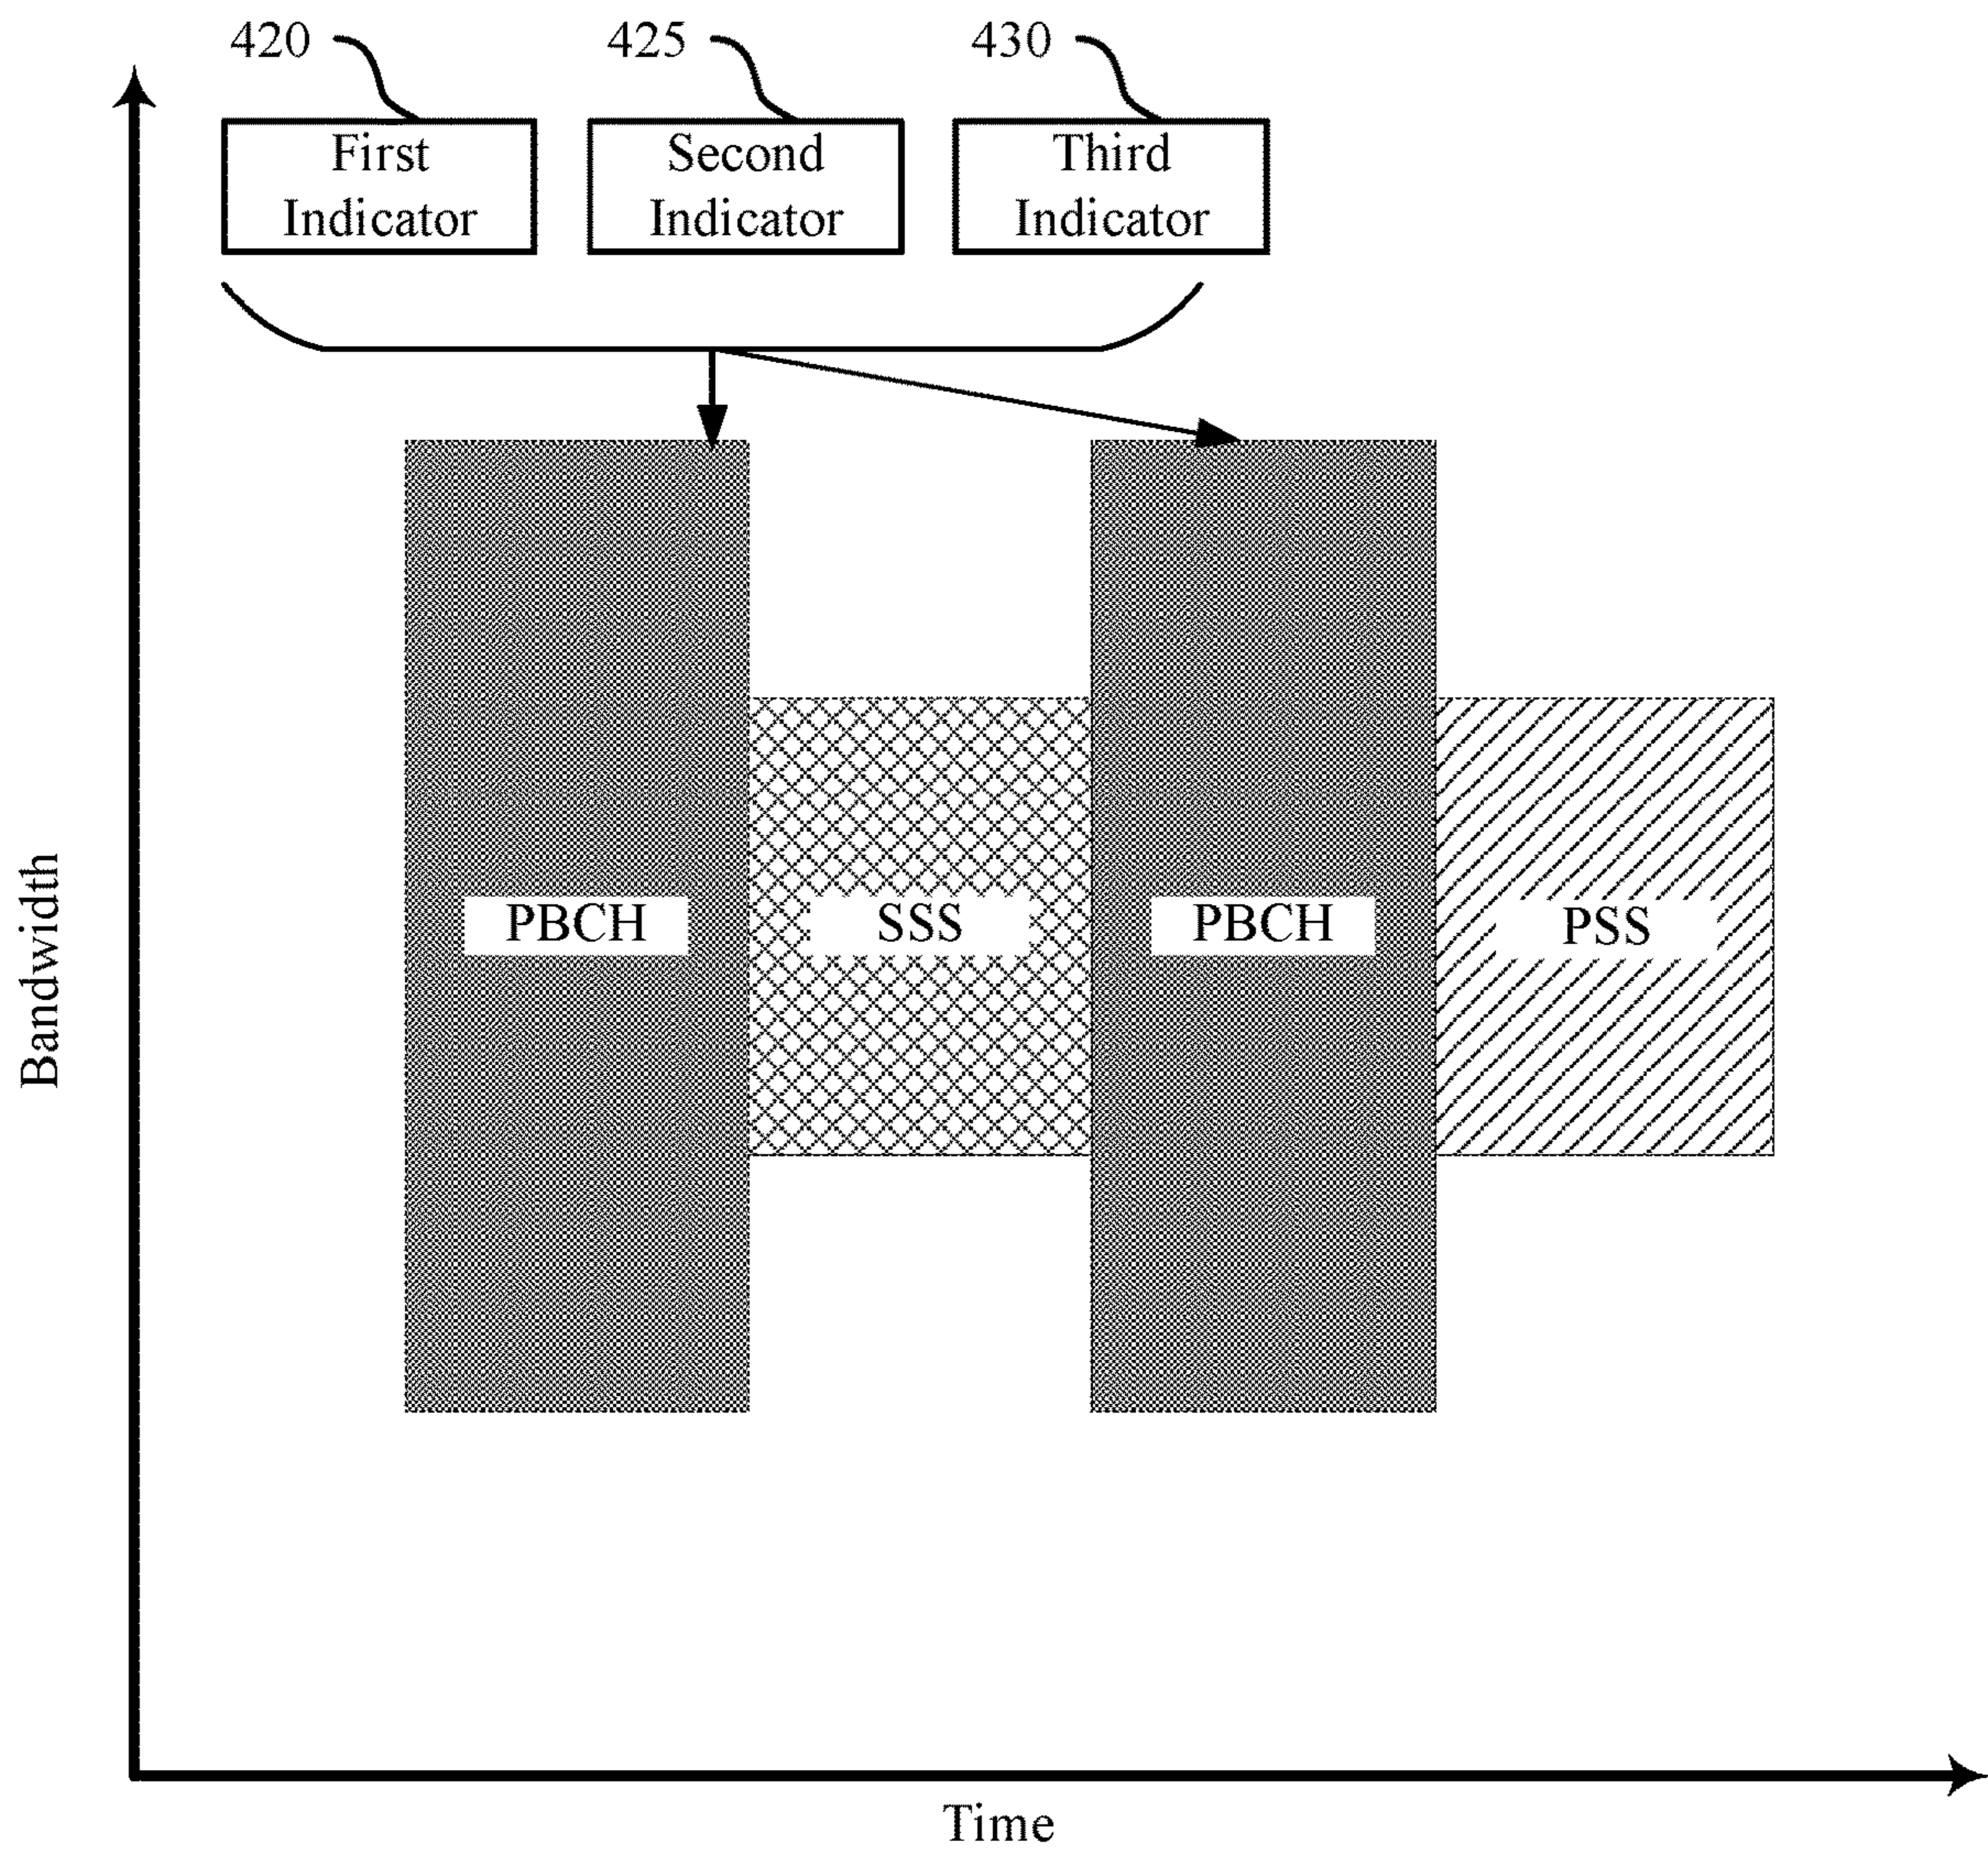 420
425
430
First
Indicator
Second
Indicator
Third
Indicator
PBCH
SSS
PBCH
PSS
Bandwidth
Time